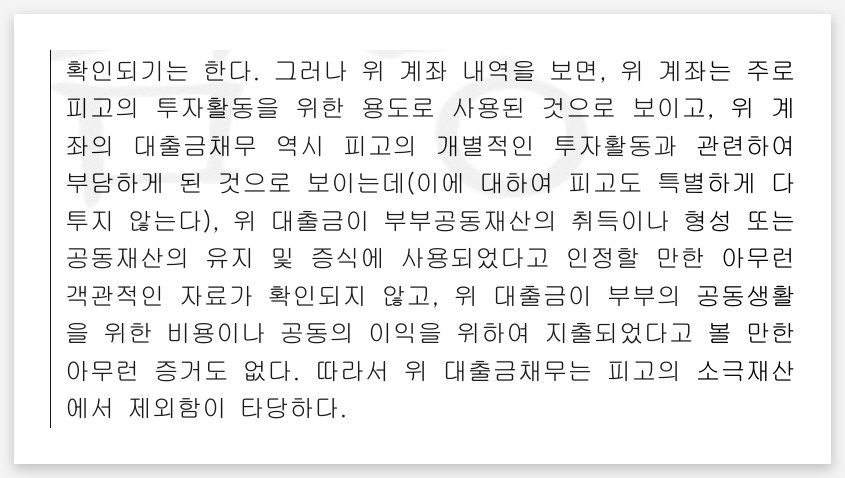 확인되기는 한다. 그러나 위 계좌 내역을 보면, 위 계좌는 주로
피고의 투자활동을 위한 용도로 사용된 것으로 보이고, 위 계
좌의 대출금채무 역시 피고의 개별적인 투자활동과 관련하여
부담하게 된 것으로 보이는데(이에 대하여 피고도 특별하게 다
투지 않는다), 위 대출금이 부부공동재산의 취득이나 형성 또는
공동재산의 유지 및 증식에 사용되었다고 인정할 만한 아무런
객관적인 자료가 확인되지 않고, 위 대출금이 부부의 공동생활
을 위한 비용이나 공동의 이익을 위하여 지출되었다고 볼 만한
아무런 증거도 없다. 따라서 위 대출금채무는 피고의 소극재산
에서 제외함이 타당하다.